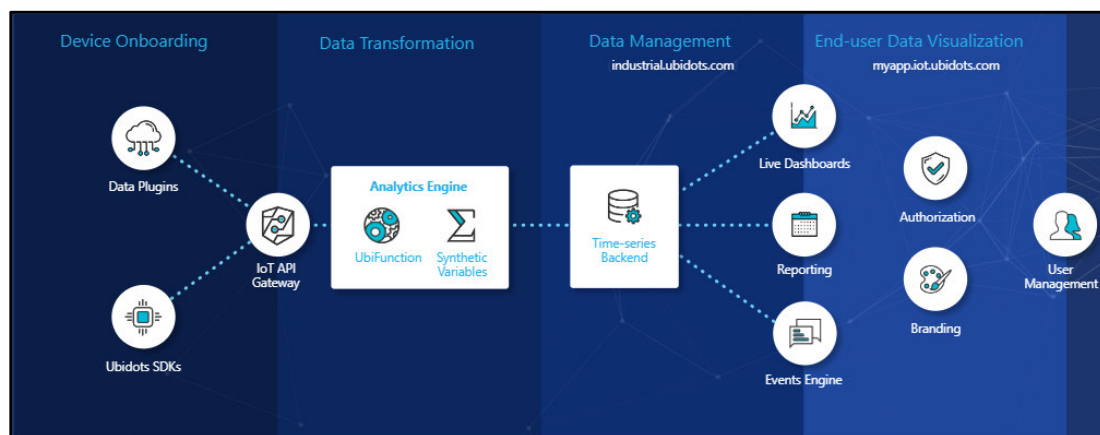 Device Onboarding
Data Transformation
Data Management
industrial.ubidots.com
End-user Data Visualization
myapp.iot.ubidots.com
Data Plugins
IoT API
Gateway
Ubidots SDKs
Analytics Engine
UbiFunction
Synthetic
Variables
Time-series
Backend
Live Dashboards
Reporting
Events Engine
Authorization
Branding
User
Management